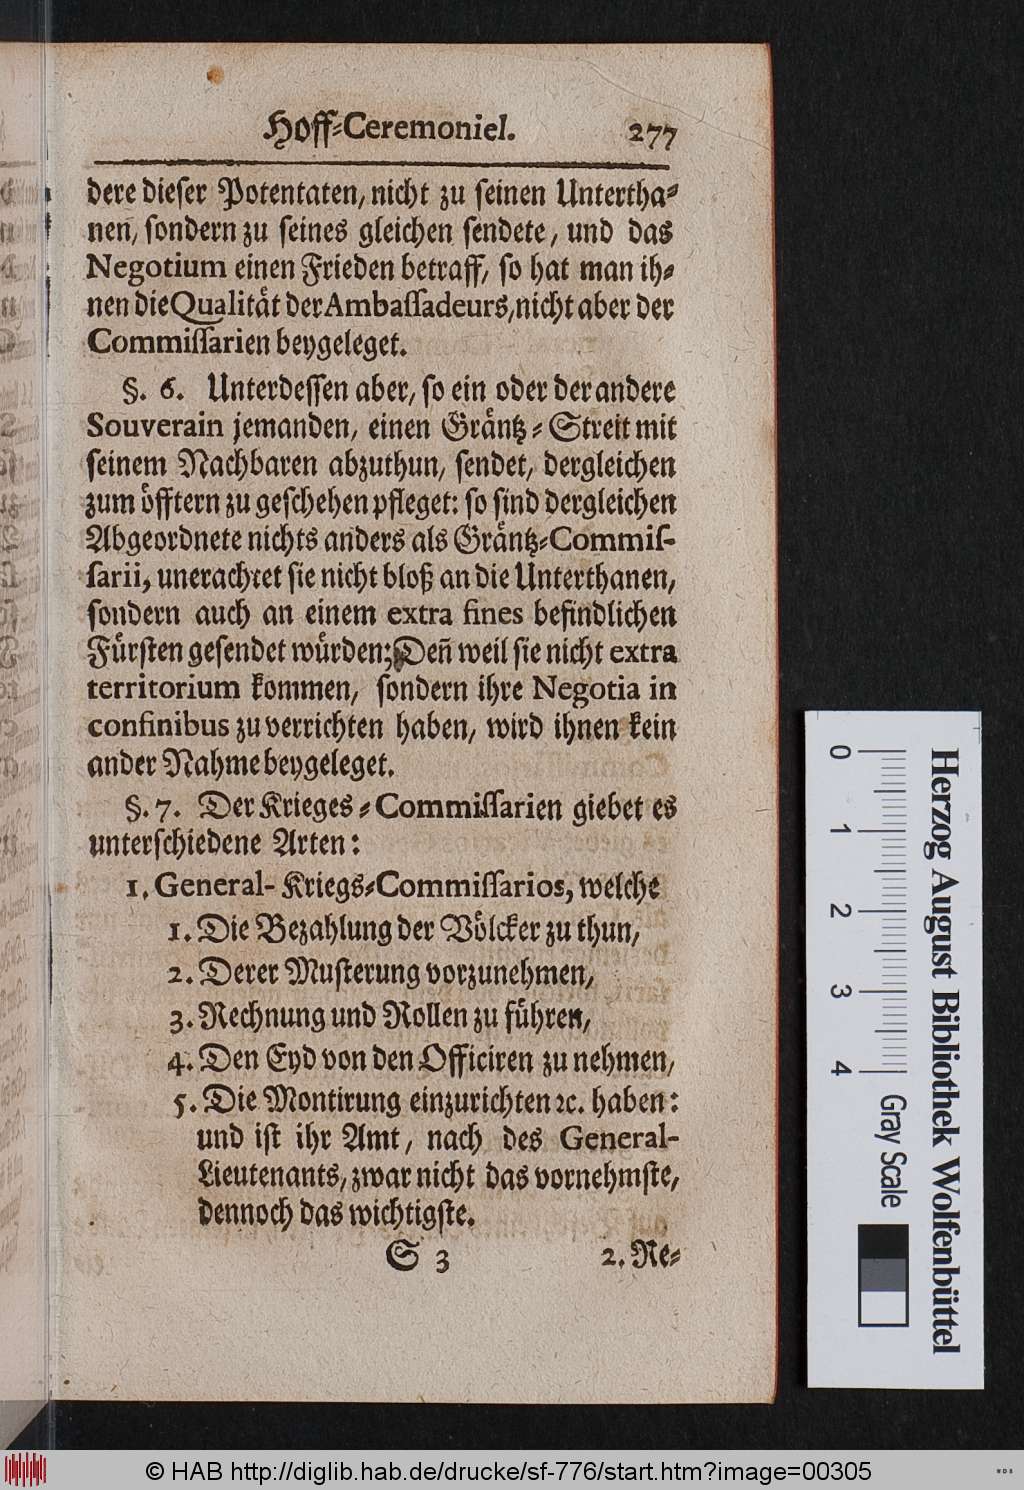 Hoff-Ceremoniel. 277
dere dieser Potentaten, nicht zu seinen Untertha-
nen, sondern zu seines gleichen sendete, und das
Negotium einen Frieden betraff, so hat man ih-
nen die Qualitåt der Ambassadeurs, nicht aber der
Commissarien beygeleget.
§. 6. Unterdessen aber, so ein oder der andere
Souverain jemanden, einen Gråntz-Streit mit
seinem Nachbaren abzuthun, sendet, dergleichen
zum öfftern zu geschehen pfleget: so sind dergleichen
Abgeordnete nichts anders als Gråntz-Commis-
sarii, unerachtet sie nicht bloß an die Unterthanen,
sondern auch an einem extra fines befindlichen
Fürsten gesendet würden; Deñ weil sie nicht extra
territorium kommen, sondern ihre Negotia in
confinibus zu verrichten haben, wird ihnen kein
ander Nahme beygeleget.
§. 7. Der Krieges-Commissarien giebet es
unterschiedene Arten:
1. General- Kriegs-Commissarios, welche
1. Die Bezahlung der Völcker zu thun,
2. Derer Musterung vorzunehmen,
3. Rechnung und Rollen zu führen,
4. Den Eyd von den Officiren zu nehmen,
5. Die Montirung einzurichten ꝛc. haben:
und ist ihr Amt, nach des General-
Lieutenants, zwar nicht das vornehmste,
dennoch das wichtigste.
S 3 2. Re-
0 1 2 3 4 Gray Scale
Herzog August Bibliothek Wolfenbüttel
© HAB http://diglib.hab.de/drucke/sf-776/start.htm?image=00305